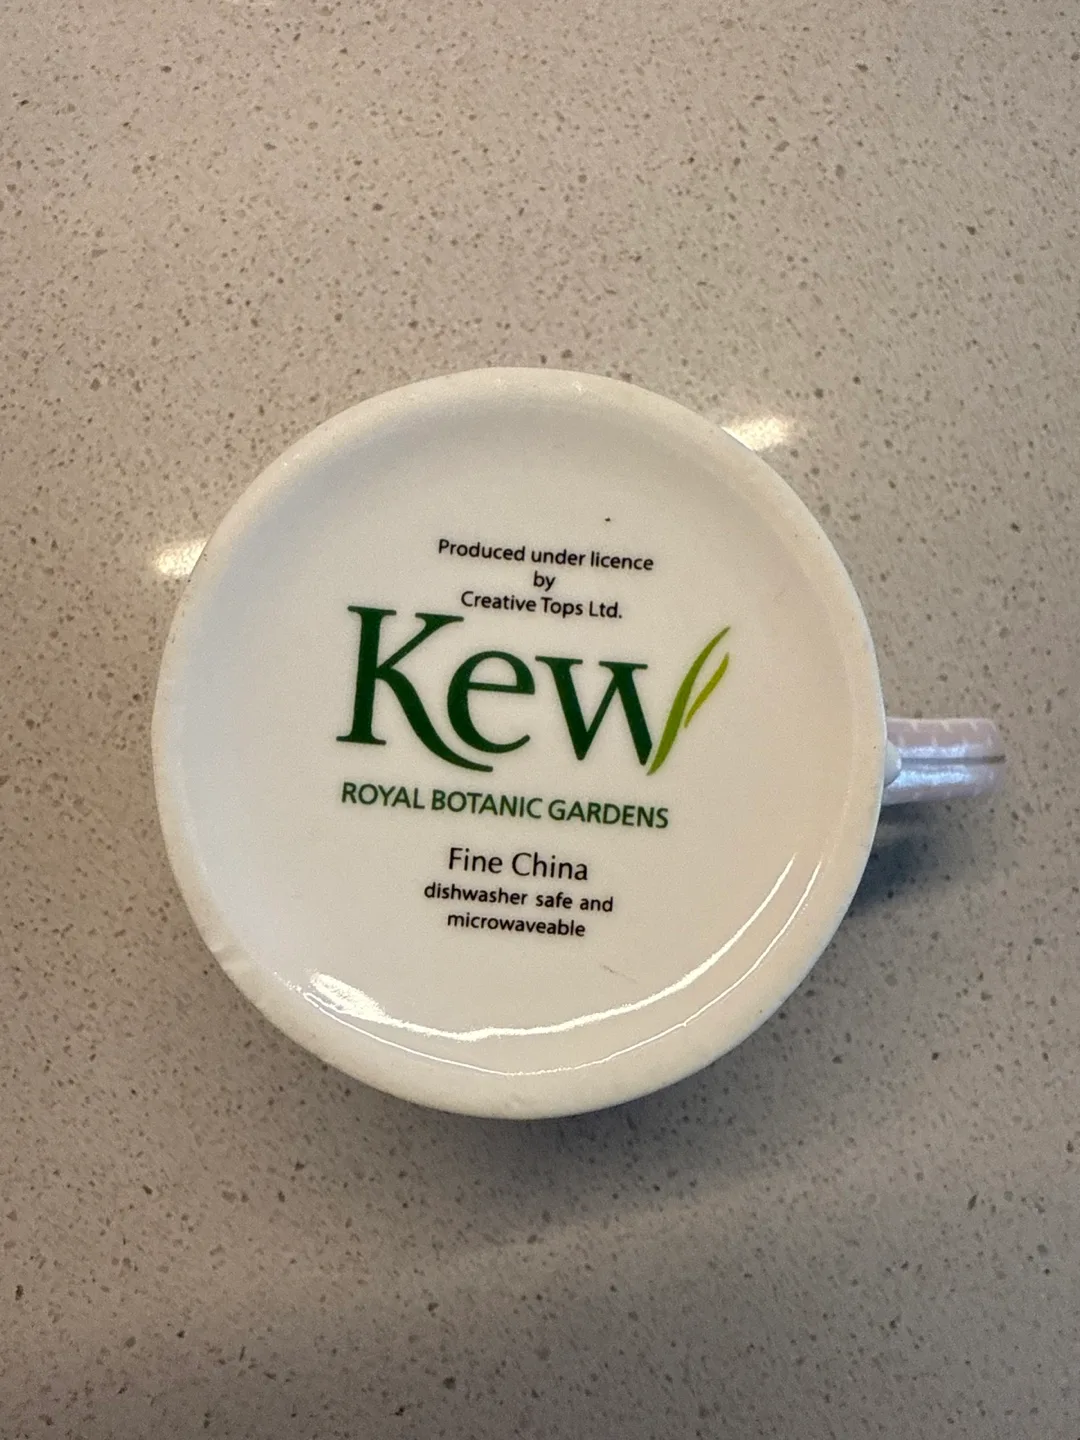 Produced under licence
by
Creative Tops Ltd.
Kew
ROYAL BOTANIC GARDENS
Fine China
dishwasher safe and
microwaveable